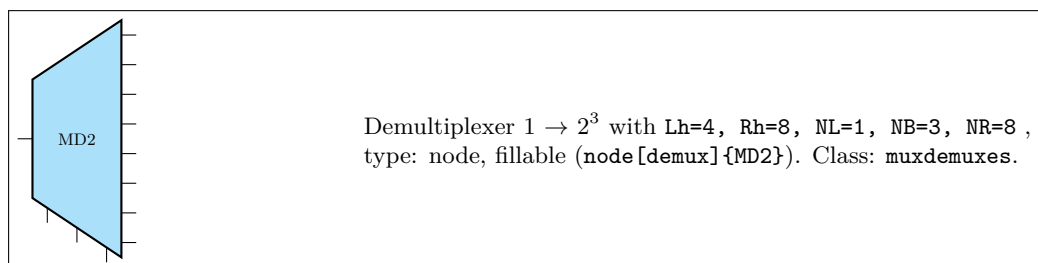 MD2
Demultiplexer 1 → 2³ with Lh=4, Rh=8, NL=1, NB=3, NR=8 ,
type: node, fillable (node[demux]{MD2}). Class: muxdemuxes.